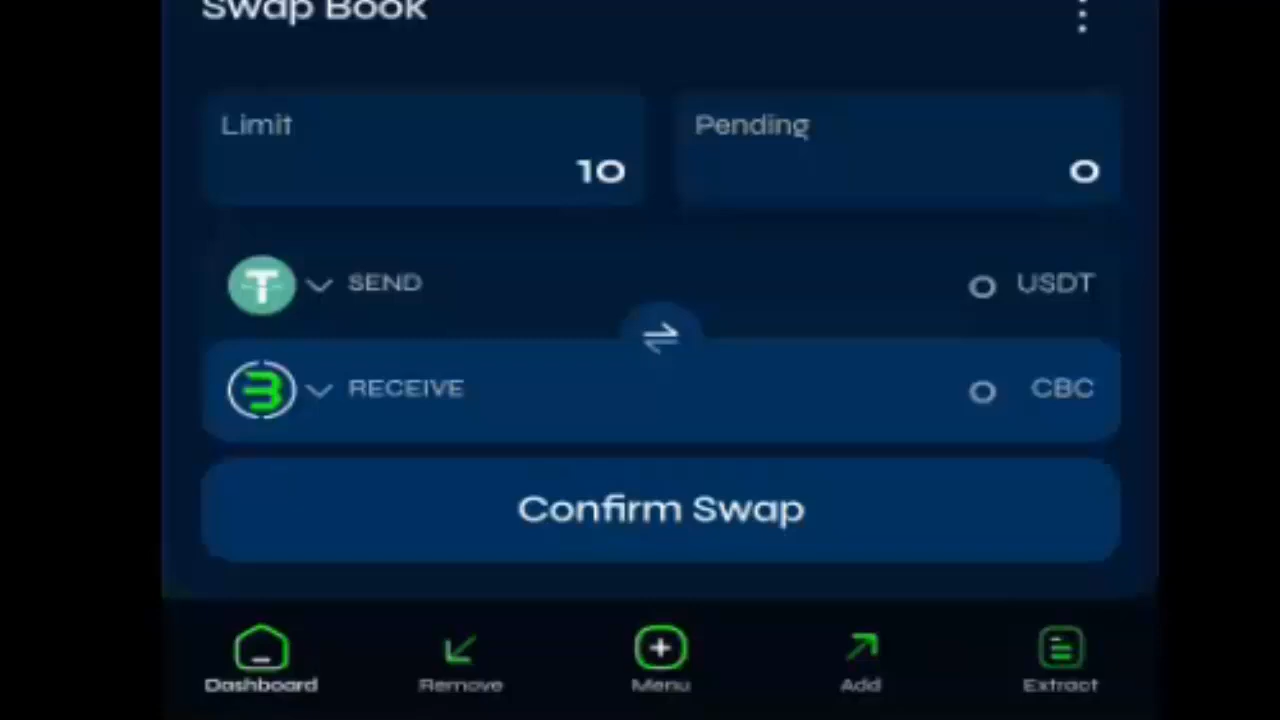 Swap Book
Limit
Pending
10
0
SEND
0 USDT
RECEIVE
0 CBC
Confirm Swap
Dashboard
Remove
Menu
Add
Extract